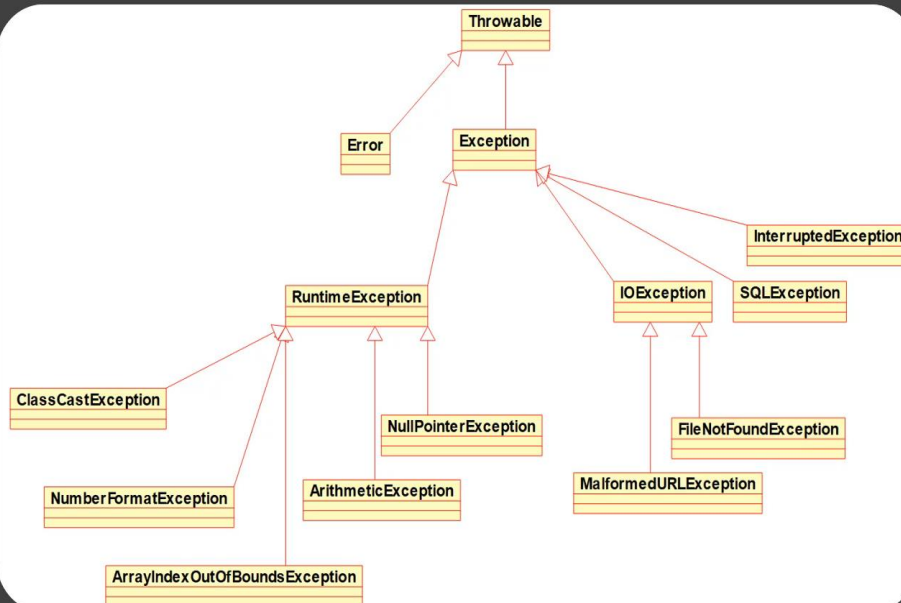 Throwable
Error
Exception
InterruptedException
RuntimeException
IOException
SQLException
ClassCastException
NullPointerException
FileNotFoundException
NumberFormatException
ArithmeticException
MalformedURLException
ArrayIndexOutOfBoundsException